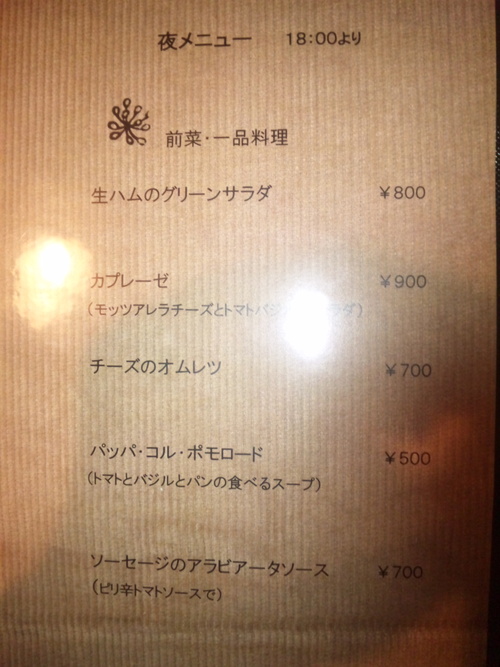 夜メニュー 18:00より
前菜・一品料理
生ハムのグリーンサラダ ¥800
カプレーゼ ¥900
(モッツアレラチーズとトマトバジ ラダ)
チーズのオムレツ ¥700
パッパ・コル・ポモロード ¥500
(トマトとバジルとパンの食べるスープ)
ソーセージのアラビアータソース ¥700
(ピリ辛トマトソースで)